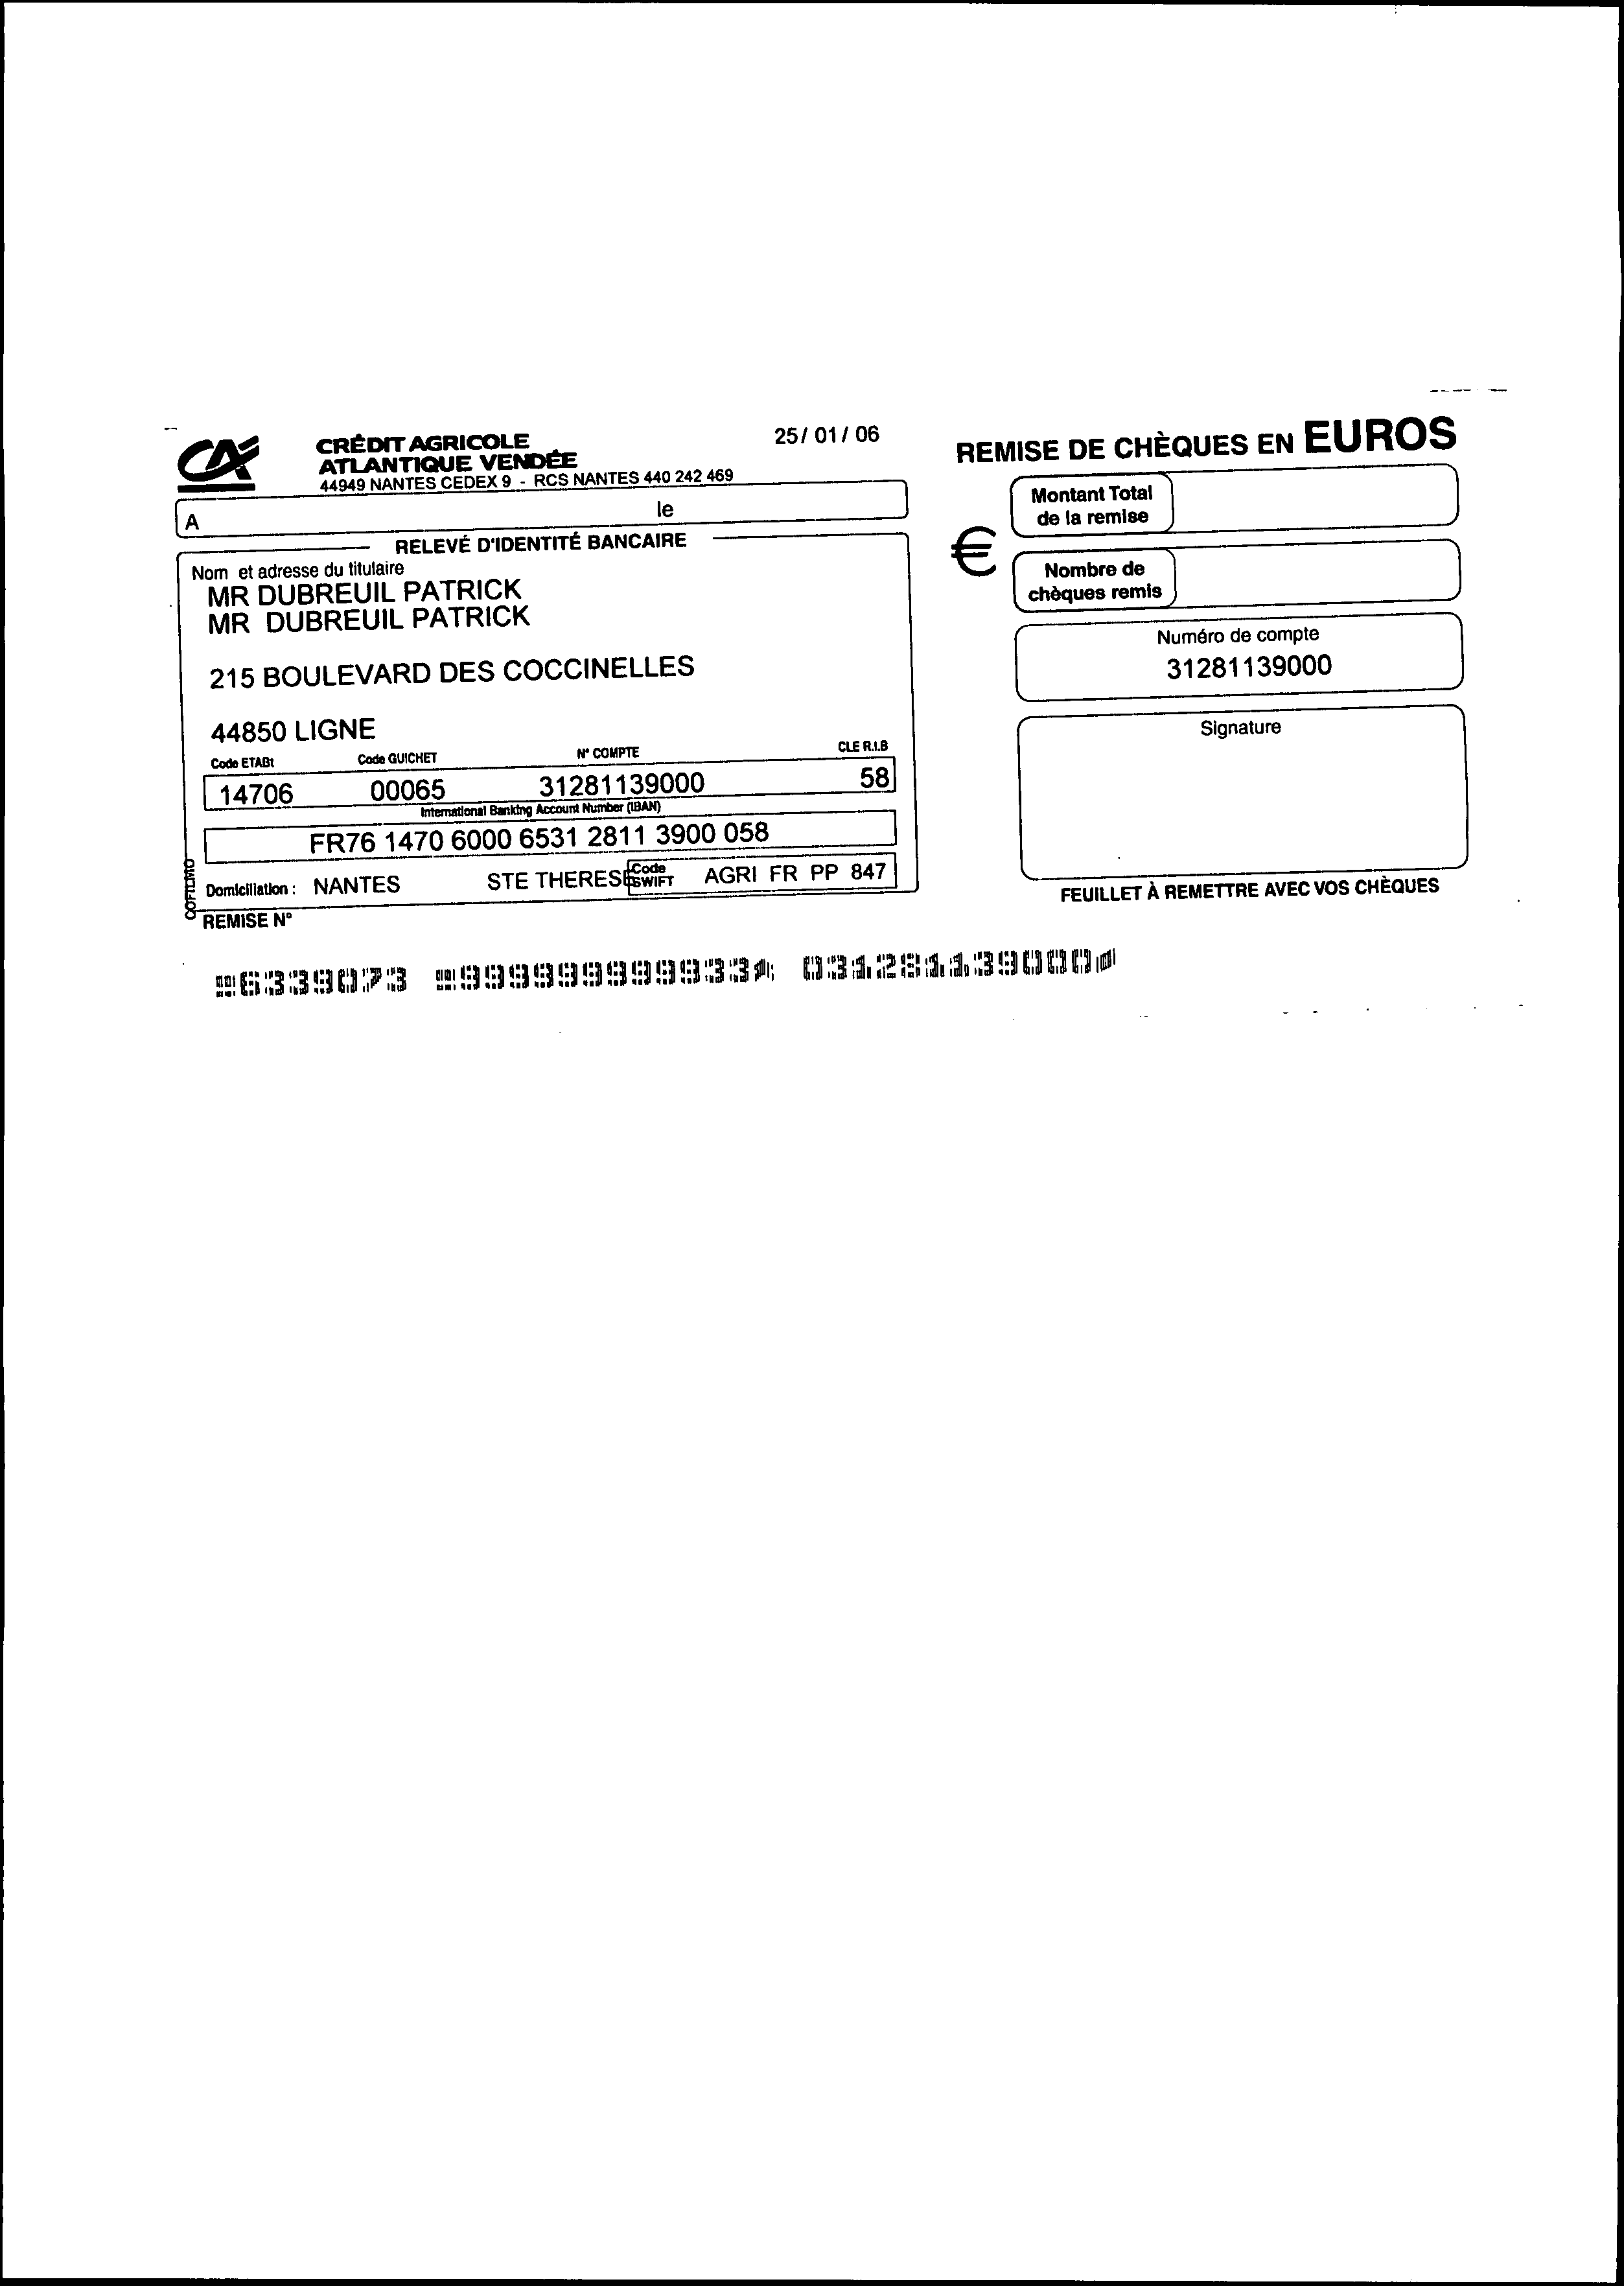 CRÉDIT AGRICOLE
ATLANTIQUE VENDÉE
44949 NANTES CEDEX 9 - RCS NANTES 440 242 469
25/ 01/ 06
A le
RELEVÉ D'IDENTITÉ BANCAIRE
Nom et adresse du titulaire
MR DUBREUIL PATRICK
MR DUBREUIL PATRICK
215 BOULEVARD DES COCCINELLES
44850 LIGNE
Code ETABt Code GUICHET N° COMPTE CLE R.I.B
14706 00065 31281139000 58
International Banking Account Number (IBAN)
FR76 1470 6000 6531 2811 3900 058
Domiciliation : NANTES STE THERESE Code SWIFT AGRI FR PP 847
COFILMO
REMISE N°
REMISE DE CHÈQUES EN EUROS
€
Montant Total
de la remise
Nombre de
chèques remis
Numéro de compte
31281139000
Signature
FEUILLET À REMETTRE AVEC VOS CHÈQUES
6339073 999999999933 031281139000